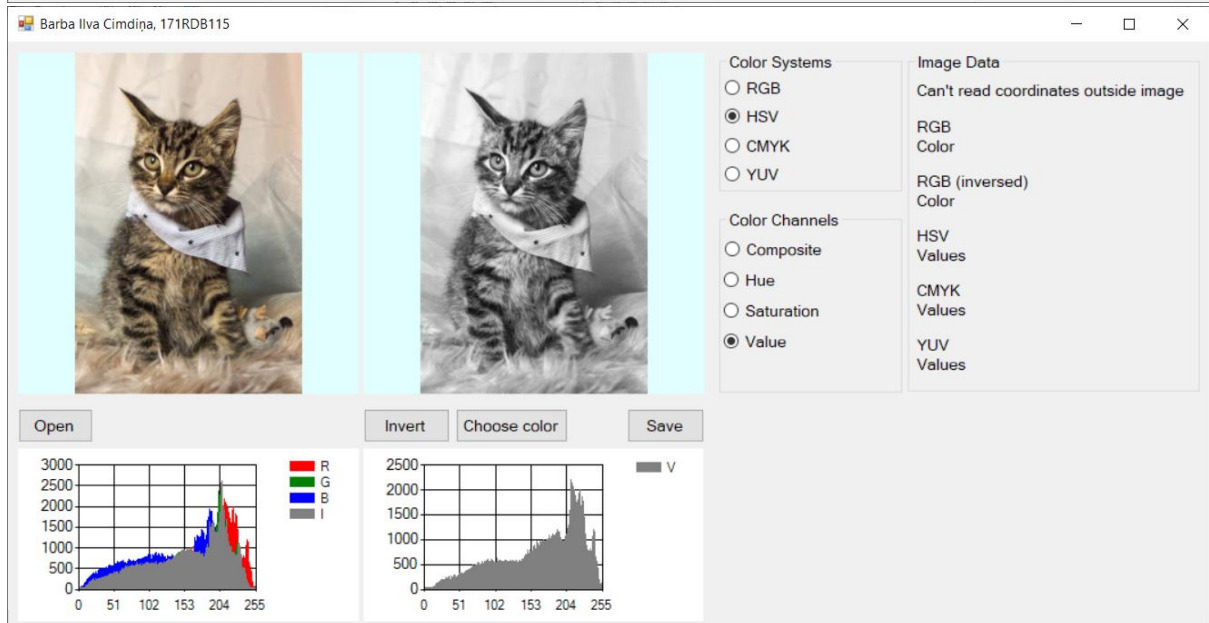 Barba Ilva Cimdiņa, 171RDB115
Color Systems
RGB
HSV
CMYK
YUV
Color Channels
Composite
Hue
Saturation
Value
Image Data
Can't read coordinates outside image
RGB
Color
RGB (inversed)
Color
HSV
Values
CMYK
Values
YUV
Values
Open
Invert
Choose color
Save
3000
2500
2000
1500
1000
500
0
0 51 102 153 204 255
R
G
B
I
2500
2000
1500
1000
500
0
0 51 102 153 204 255
V